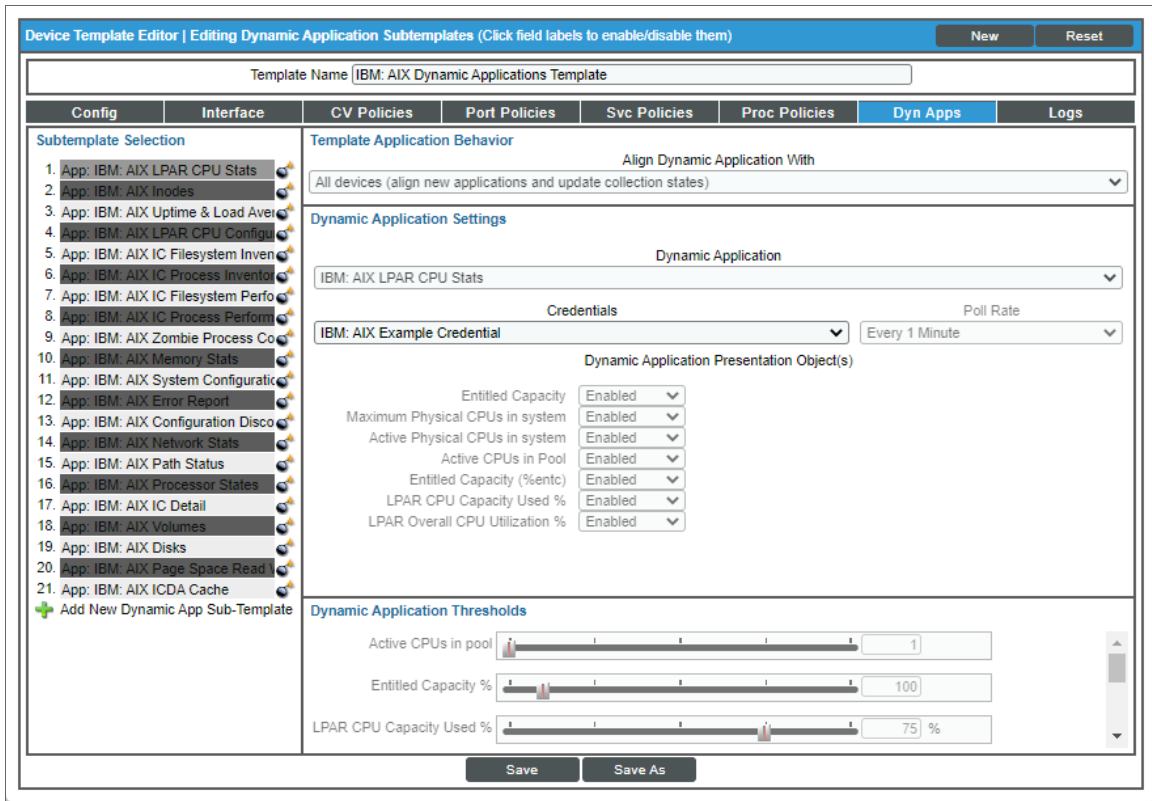 Device Template Editor | Editing Dynamic Application Subtemplates (Click field labels to enable/disable them) New Reset
Template Name IBM: AIX Dynamic Applications Template
Config Interface CV Policies Port Policies Svc Policies Proc Policies Dyn Apps Logs
Subtemplate Selection
1. App: IBM: AIX LPAR CPU Stats
2. App: IBM: AIX Inodes
3. App: IBM: AIX Uptime & Load Aver
4. App: IBM: AIX LPAR CPU Configu
5. App: IBM: AIX IC Filesystem Inven
6. App: IBM: AIX IC Process Inventor
7. App: IBM: AIX IC Filesystem Perfo
8. App: IBM: AIX IC Process Perform
9. App: IBM: AIX Zombie Process Co
10. App: IBM: AIX Memory Stats
11. App: IBM: AIX System Configuratio
12. App: IBM: AIX Error Report
13. App: IBM: AIX Configuration Disco
14. App: IBM: AIX Network Stats
15. App: IBM: AIX Path Status
16. App: IBM: AIX Processor States
17. App: IBM: AIX IC Detail
18. App: IBM: AIX Volumes
19. App: IBM: AIX Disks
20. App: IBM: AIX Page Space Read
21. App: IBM: AIX ICDA Cache
Add New Dynamic App Sub-Template
Template Application Behavior
Align Dynamic Application With
All devices (align new applications and update collection states)
Dynamic Application Settings
Dynamic Application
IBM: AIX LPAR CPU Stats
Credentials Poll Rate
IBM: AIX Example Credential Every 1 Minute
Dynamic Application Presentation Object(s)
Entitled Capacity Enabled
Maximum Physical CPUs in system Enabled
Active Physical CPUs in system Enabled
Active CPUs in Pool Enabled
Entitled Capacity (%entc) Enabled
LPAR CPU Capacity Used % Enabled
LPAR Overall CPU Utilization % Enabled
Dynamic Application Thresholds
Active CPUs in pool 1
Entitled Capacity % 100
LPAR CPU Capacity Used % 75 %
Save Save As